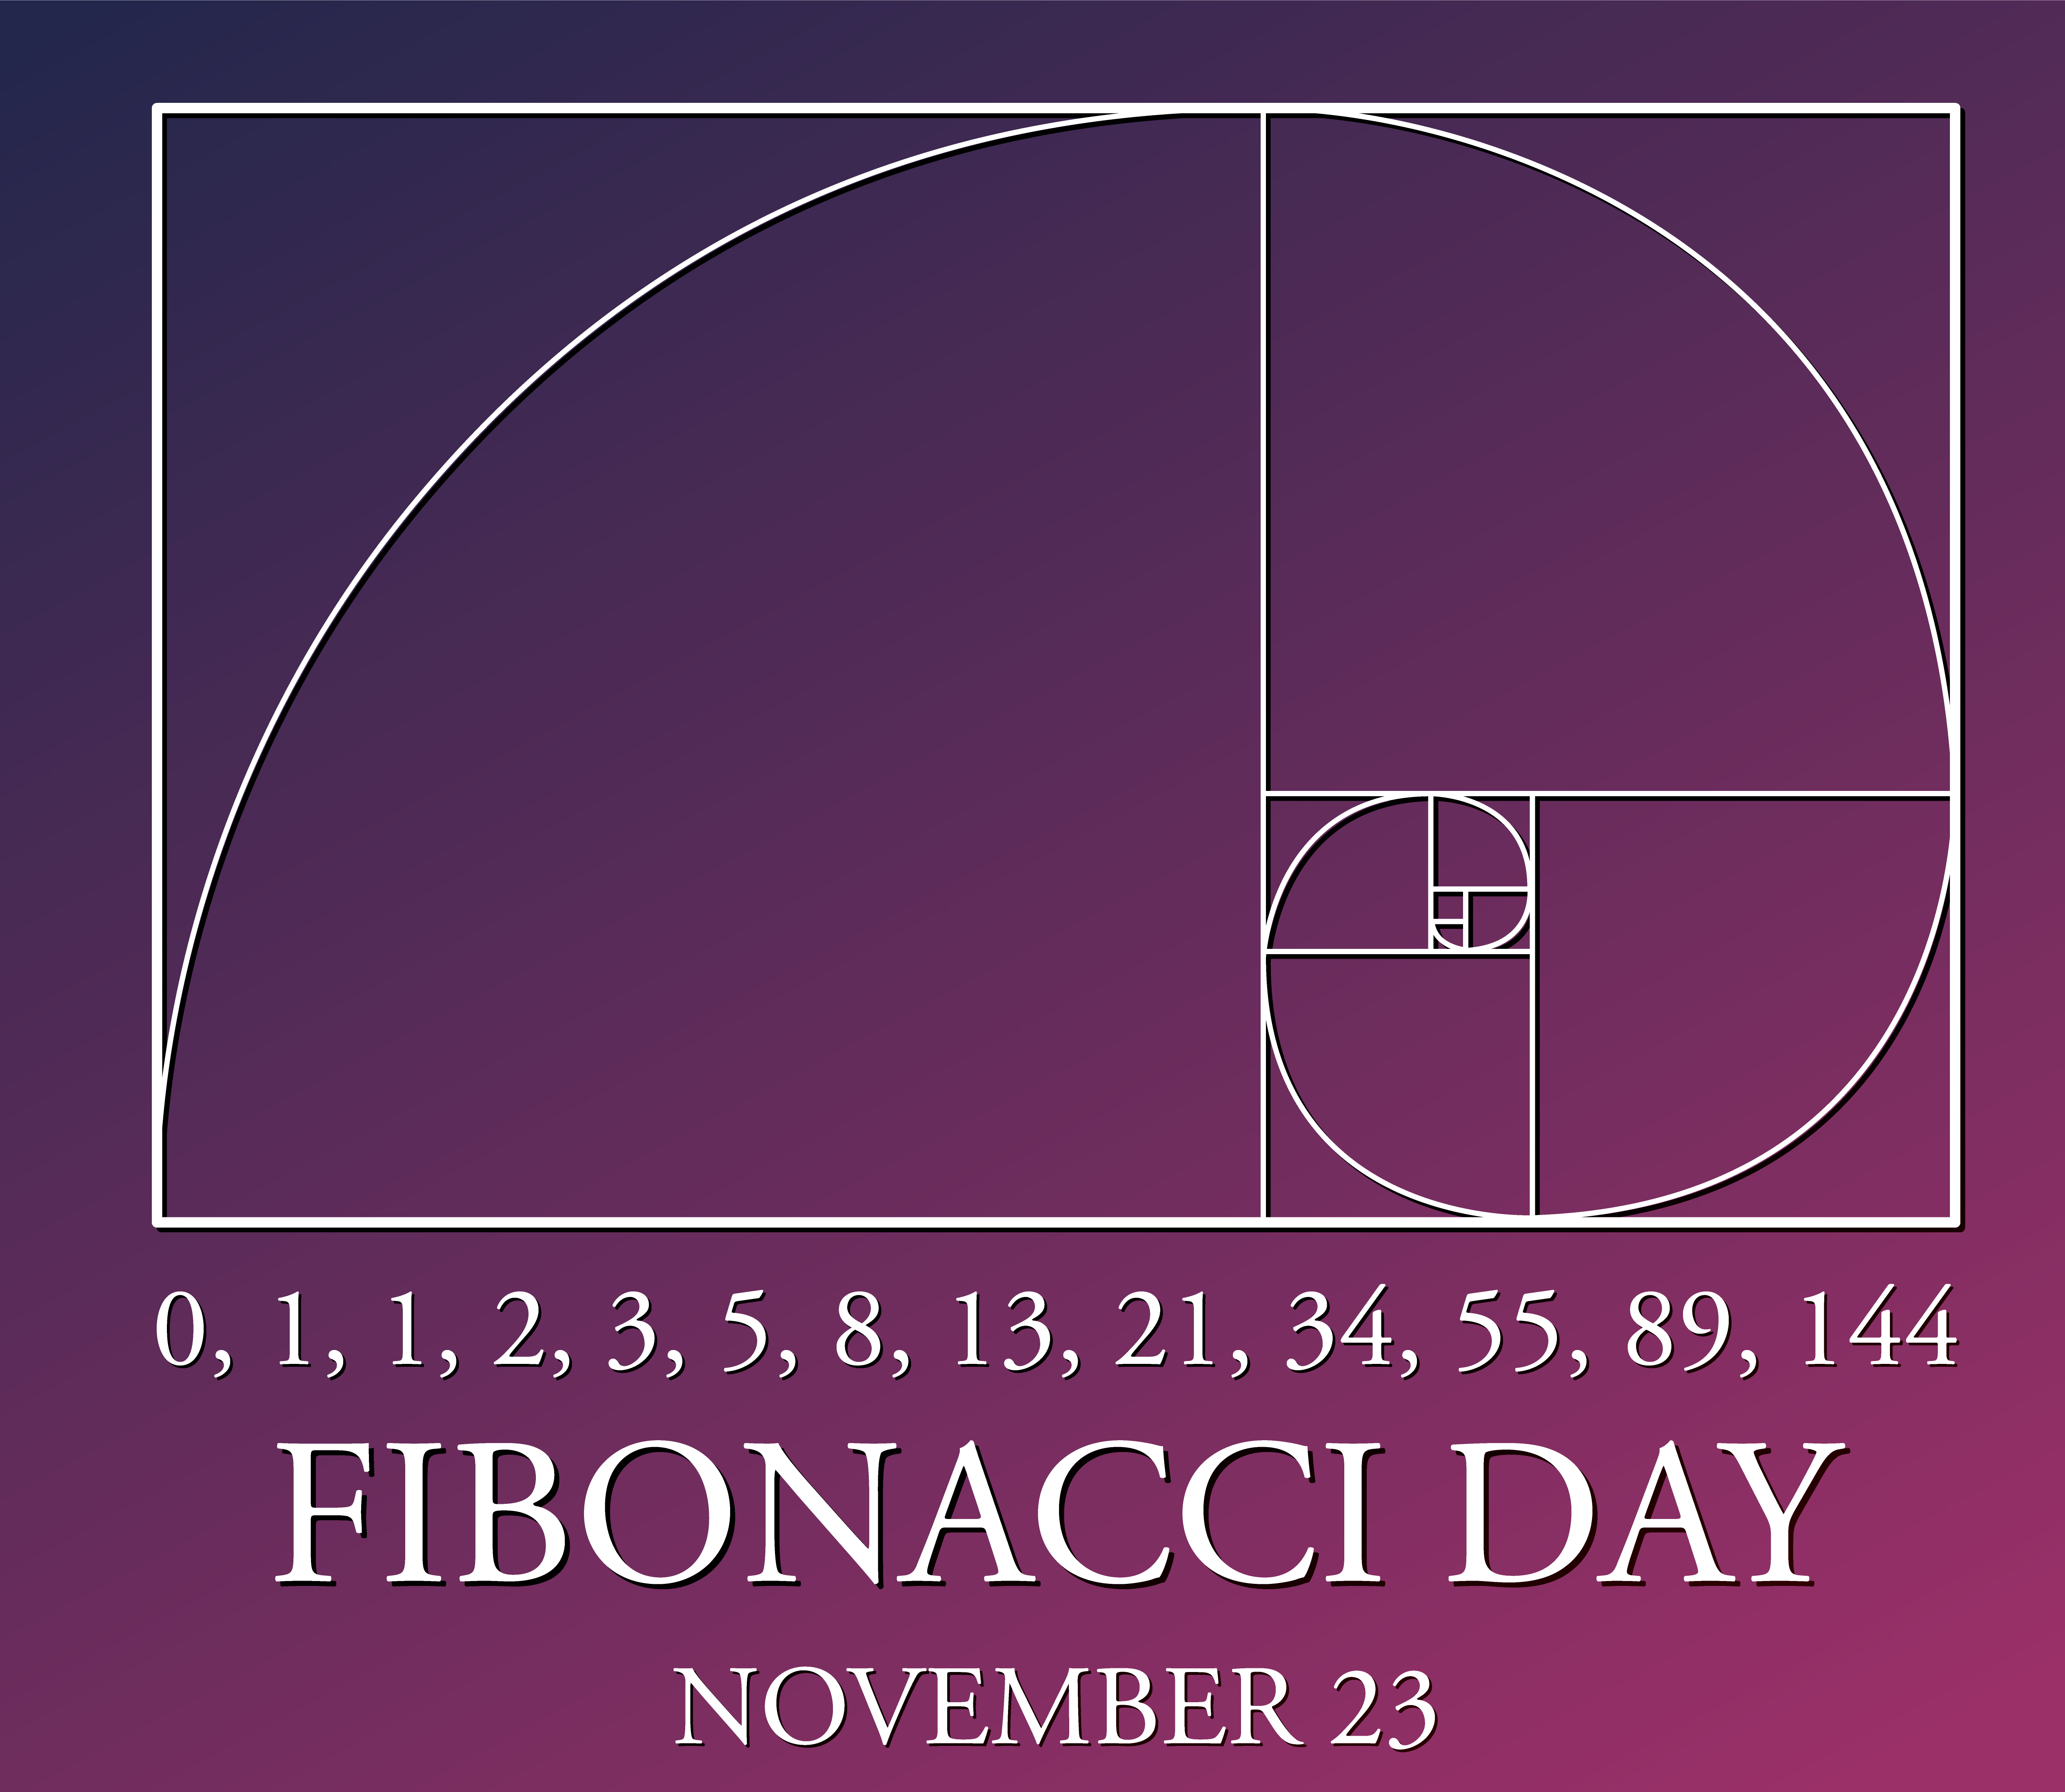 0, 1, 1, 2, 3, 5, 8, 13, 21, 34, 55, 89, 144
FIBONACCI DAY
NOVEMBER 23